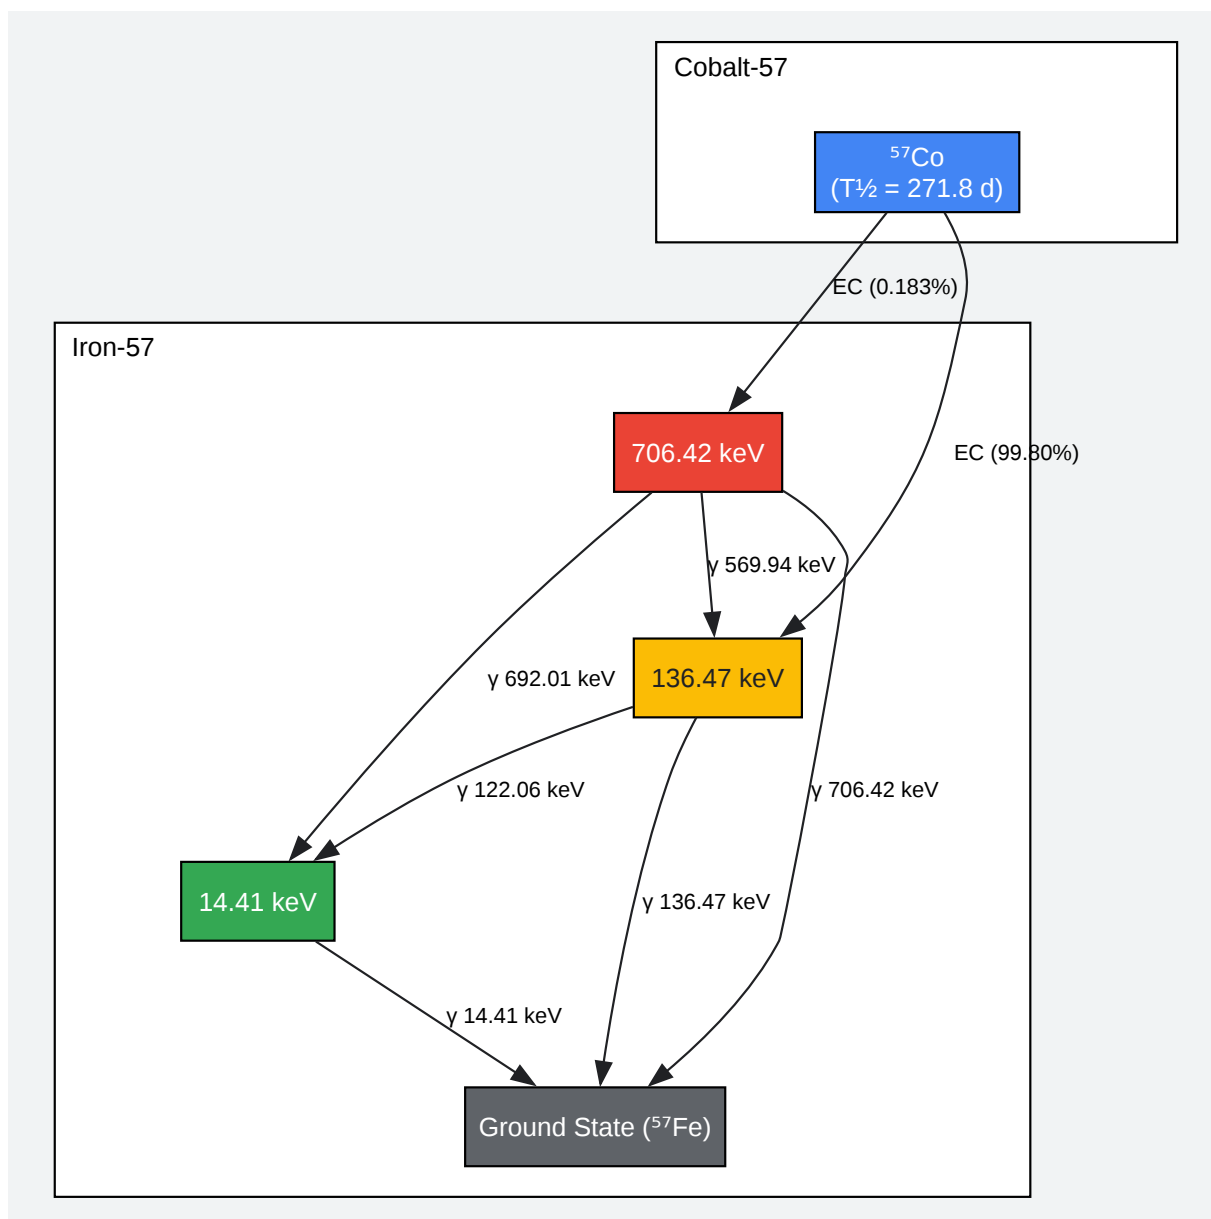 Cobalt-57
⁵⁷Co
(T½ = 271.8 d)
EC (0.183%)
Iron-57
706.42 keV
EC (99.80%)
γ 569.94 keV
γ 692.01 keV
136.47 keV
γ 122.06 keV
γ 706.42 keV
14.41 keV
γ 136.47 keV
γ 14.41 keV
Ground State (⁵⁷Fe)